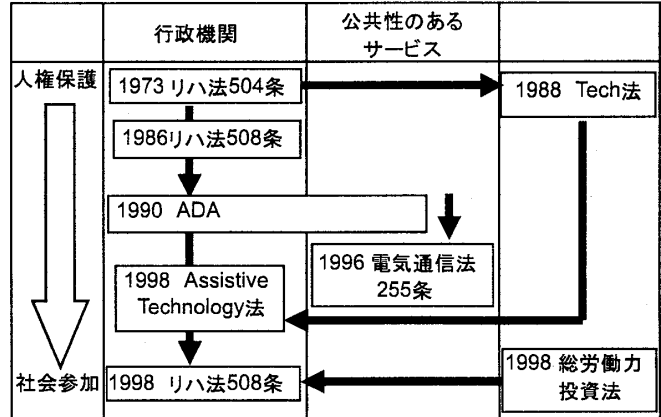 行政機関
公共性のある
サービス
人権保護
1973 リハ法504条
1988 Tech法
1986リハ法508条
1990 ADA
1996 電気通信法
255条
1998 Assistive
Technology法
1998 総労働力
投資法
社会参加
1998 リハ法508条